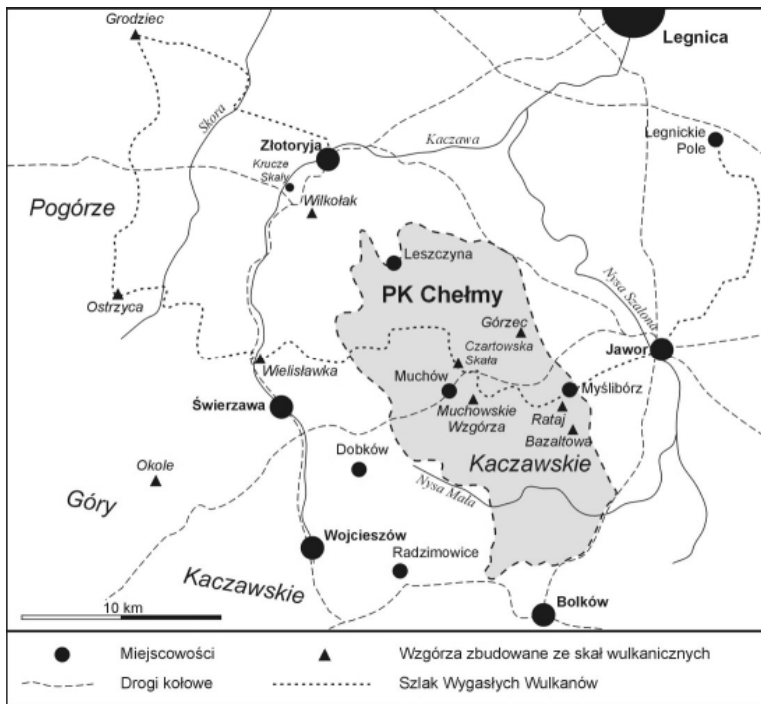 Grodziec
Legnica
Skora
Złotoryja
Kaczawa
Legnickie
Pole
Krucze
Skały
Wilkołak
Pogórze
Leszczyna
PK Chełmy
Nysa Szalona
Ostrzyca
Górzec
Czartowska
Skała
Jawor
Wielisławka
Muchów
Myślibórz
Świerzawa
Muchowskie
Wzgórza
Rataj
Bazaltowa
Dobków
Kaczawskie
Okole
Nysa Mała
Góry
Wojcieszów
Radzimowice
Kaczawskie
Bolków
10 km
Miejscowości
Wzgórza zbudowane ze skał wulkanicznych
Drogi kołowe
Szlak Wygasłych Wulkanów